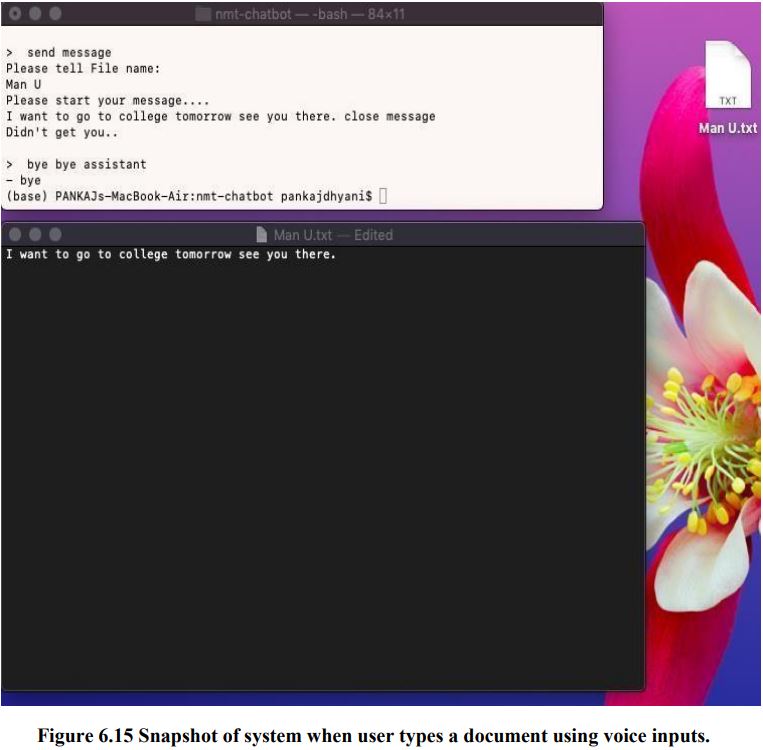 nmt-chatbot — -bash — 84×11
> send message
Please tell File name:
Man U
Please start your message....
I want to go to college tomorrow see you there. close message
Didn't get you..
> bye bye assistant
- bye
(base) PANKAJs-MacBook-Air:nmt-chatbot pankajdhyani$
TXT
Man U.txt
Man U.txt — Edited
I want to go to college tomorrow see you there.
Figure 6.15 Snapshot of system when user types a document using voice inputs.